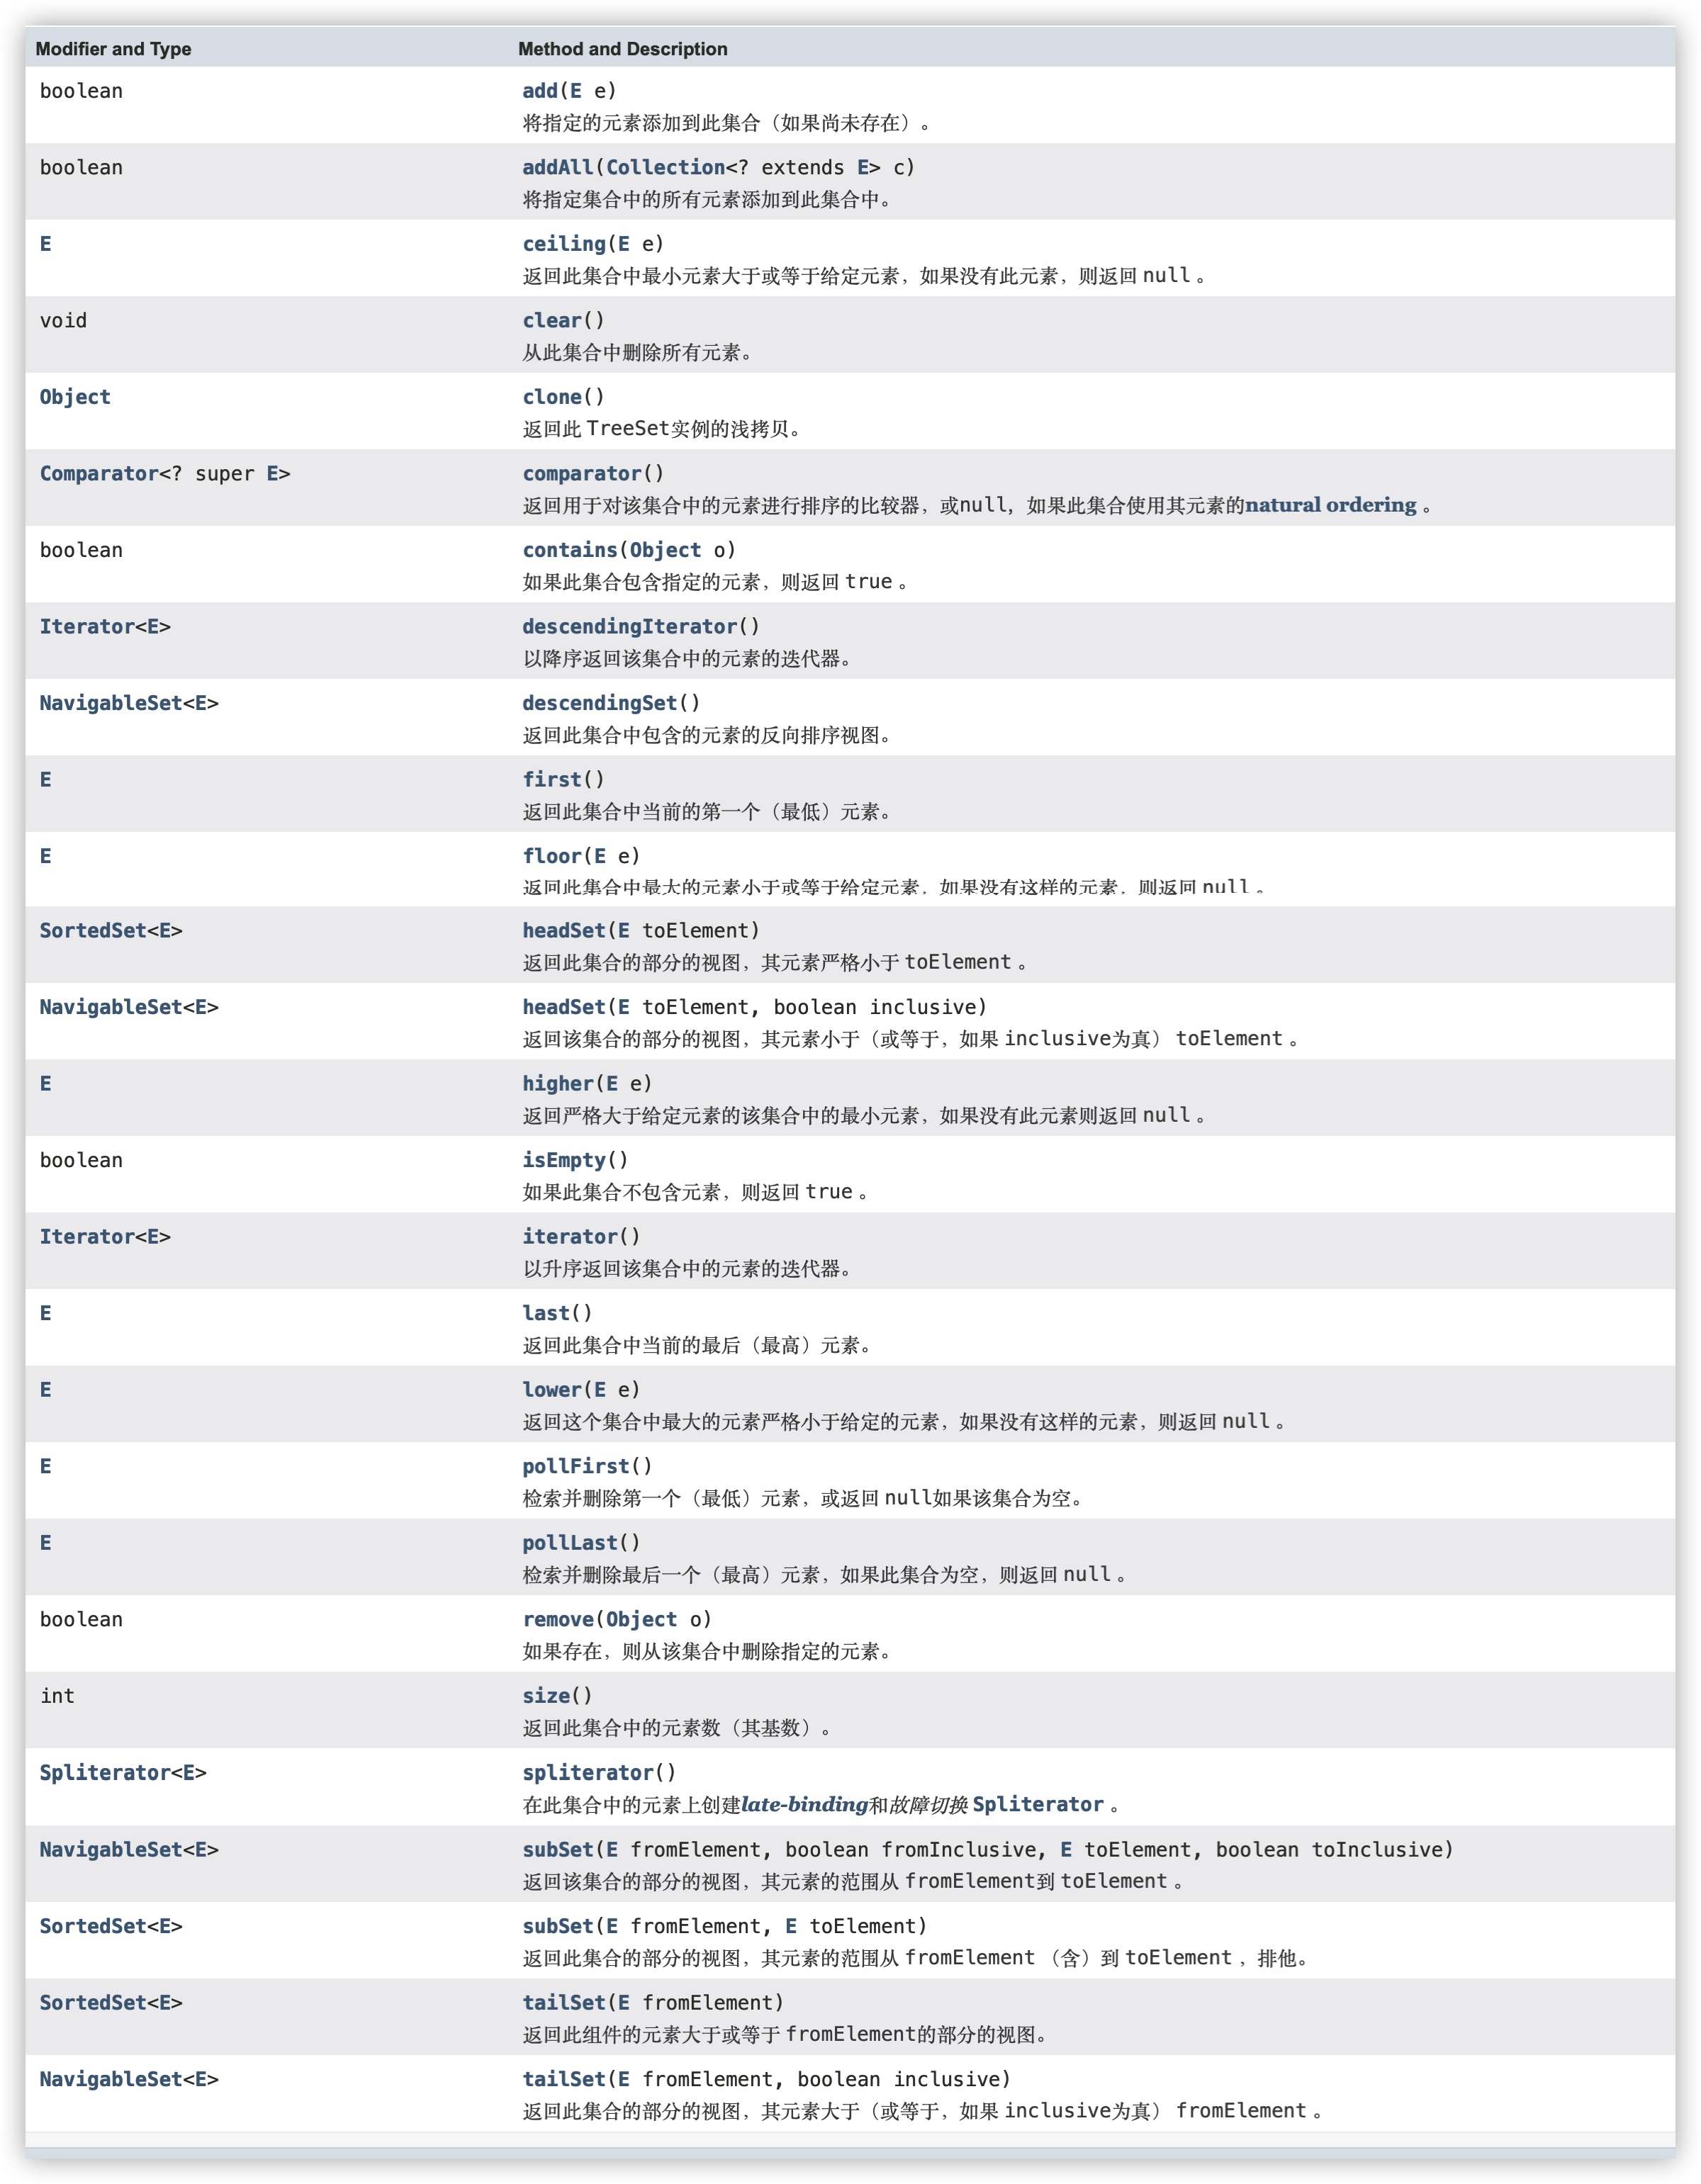 Modifier and Type Method and Description
boolean add(E e)
将指定的元素添加到此集合（如果尚未存在）。
boolean addAll(Collection<? extends E> c)
将指定集合中的所有元素添加到此集合中。
E ceiling(E e)
返回此集合中最小元素大于或等于给定元素，如果没有此元素，则返回 null 。
void clear()
从此集合中删除所有元素。
Object clone()
返回此 TreeSet实例的浅拷贝。
Comparator<? super E> comparator()
返回用于对该集合中的元素进行排序的比较器，或null，如果此集合使用其元素的natural ordering 。
boolean contains(Object o)
如果此集合包含指定的元素，则返回 true 。
Iterator<E> descendingIterator()
以降序返回该集合中的元素的迭代器。
NavigableSet<E> descendingSet()
返回此集合中包含的元素的反向排序视图。
E first()
返回此集合中当前的第一个（最低）元素。
E floor(E e)
返回此集合中最大的元素小于或等于给定元素，如果没有这样的元素，则返回 null 。
SortedSet<E> headSet(E toElement)
返回此集合的部分的视图，其元素严格小于 toElement 。
NavigableSet<E> headSet(E toElement, boolean inclusive)
返回该集合的部分的视图，其元素小于（或等于，如果 inclusive为真） toElement 。
E higher(E e)
返回严格大于给定元素的该集合中的最小元素，如果没有此元素则返回 null 。
boolean isEmpty()
如果此集合不包含元素，则返回 true 。
Iterator<E> iterator()
以升序返回该集合中的元素的迭代器。
E last()
返回此集合中当前的最后（最高）元素。
E lower(E e)
返回这个集合中最大的元素严格小于给定的元素，如果没有这样的元素，则返回 null 。
E pollFirst()
检索并删除第一个（最低）元素，或返回 null如果该集合为空。
E pollLast()
检索并删除最后一个（最高）元素，如果此集合为空，则返回 null 。
boolean remove(Object o)
如果存在，则从该集合中删除指定的元素。
int size()
返回此集合中的元素数（其基数）。
Spliterator<E> spliterator()
在此集合中的元素上创建late-binding和故障切换 Spliterator 。
NavigableSet<E> subSet(E fromElement, boolean fromInclusive, E toElement, boolean toInclusive)
返回该集合的部分的视图，其元素的范围从 fromElement到 toElement 。
SortedSet<E> subSet(E fromElement, E toElement)
返回此集合的部分的视图，其元素的范围从 fromElement （含）到 toElement ，排他。
SortedSet<E> tailSet(E fromElement)
返回此组件的元素大于或等于 fromElement的部分的视图。
NavigableSet<E> tailSet(E fromElement, boolean inclusive)
返回此集合的部分的视图，其元素大于（或等于，如果 inclusive为真） fromElement 。